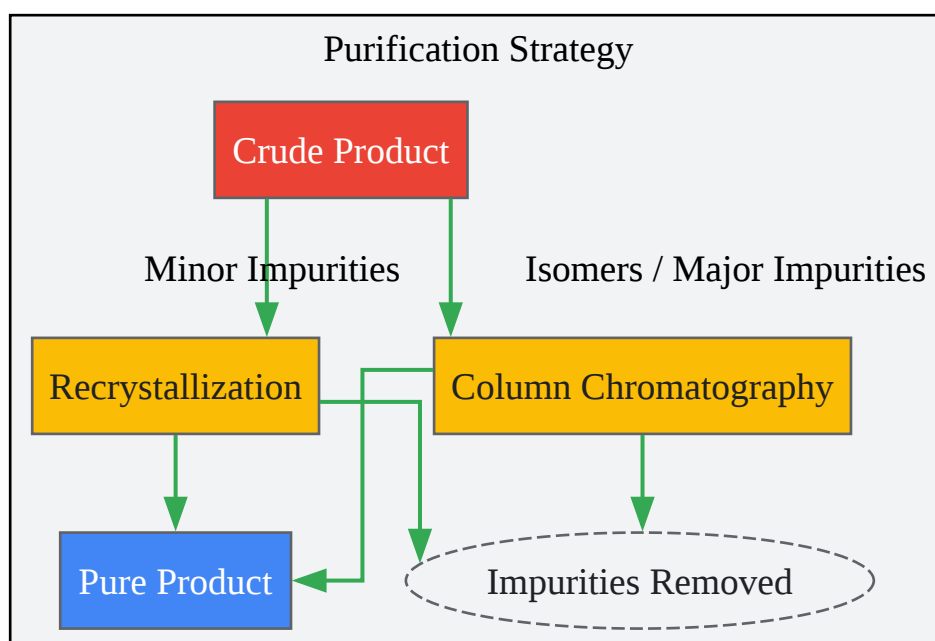 Purification Strategy
Crude Product
Minor Impurities
Isomers / Major Impurities
Recrystallization
Column Chromatography
Pure Product
Impurities Removed